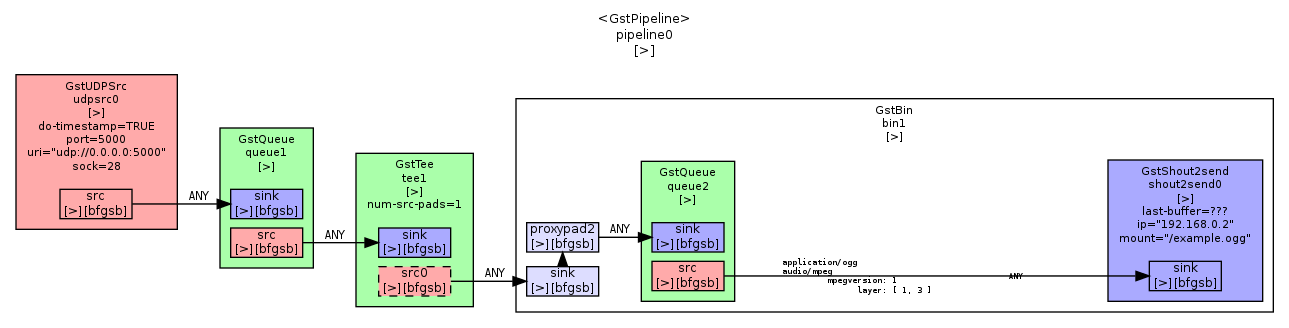 <GstPipeline>
pipeline0
[>]
GstUDPSrc
udpsrc0
[>]
do-timestamp=TRUE
port=5000
uri="udp://0.0.0.0:5000"
sock=28
src
[>][bfgsb]
ANY
GstQueue
queue1
[>]
sink
[>][bfgsb]
src
[>][bfgsb]
ANY
GstTee
tee1
[>]
num-src-pads=1
sink
[>][bfgsb]
src0
[>][bfgsb]
ANY
GstBin
bin1
[>]
proxypad2
[>][bfgsb]
sink
[>][bfgsb]
ANY
GstQueue
queue2
[>]
sink
[>][bfgsb]
src
[>][bfgsb]
application/ogg
audio/mpeg
mpegversion: 1
layer: [ 1, 3 ]
ANY
GstShout2send
shout2send0
[>]
last-buffer=???
ip="192.168.0.2"
mount="/example.ogg"
sink
[>][bfgsb]